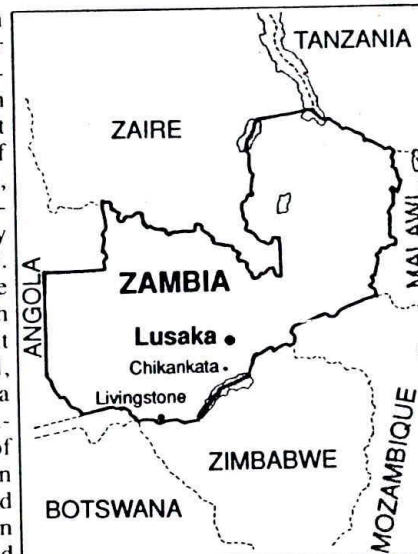 TANZANIA
ZAIRE
MALAWI
ANGOLA
ZAMBIA
Lusaka
Chikankata
Livingstone
ZIMBABWE
MOZAMBIQUE
BOTSWANA